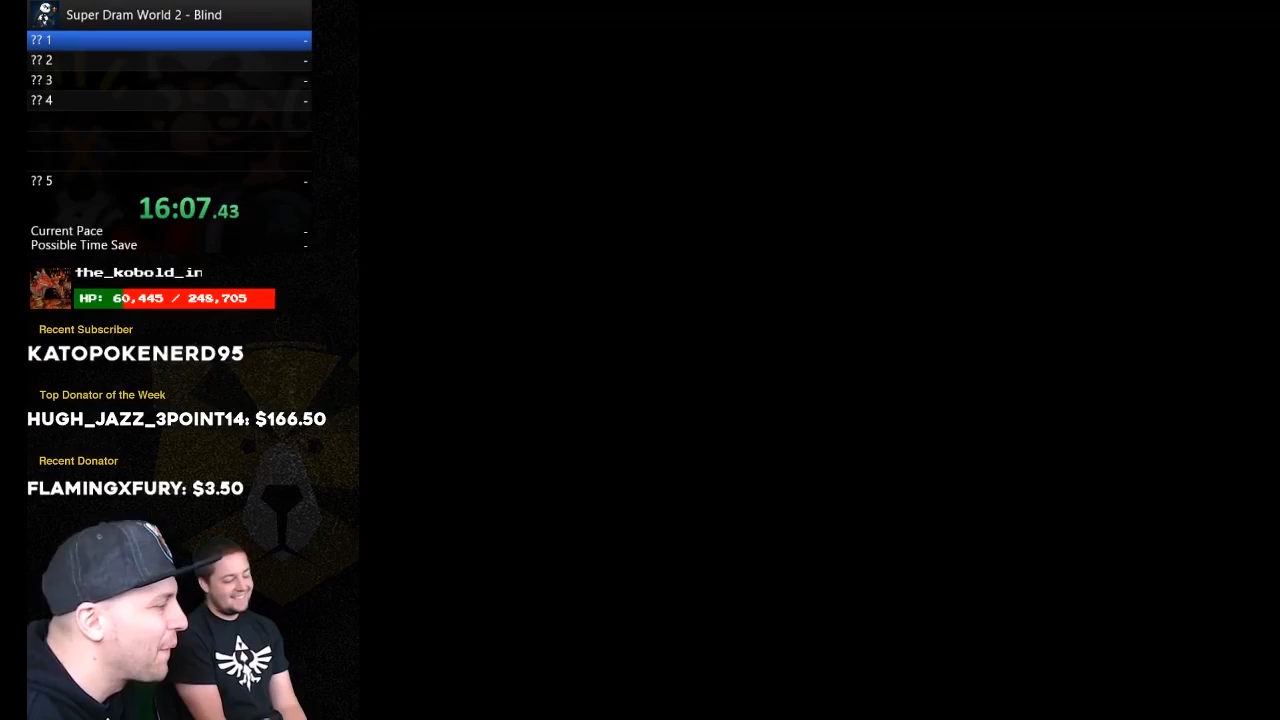 Super Dram World 2 - Blind
?? 1 -
?? 2 -
?? 3 -
?? 4 -
?? 5 -
16:07.43
Current Pace -
Possible Time Save -
the_kobold_in
HP: 60,445 / 248,705
Recent Subscriber
KATOPOKENERD95
Top Donator of the Week
HUGH_JAZZ_3POINT14: $166.50
Recent Donator
FLAMINGXFURY: $3.50